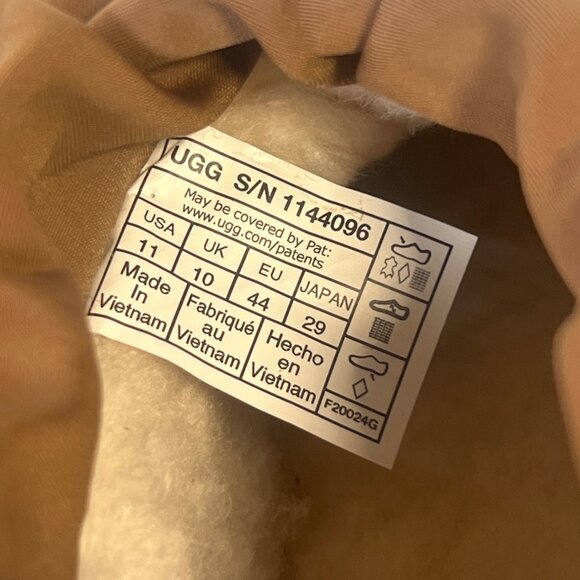 UGG S/N 1144096
May be covered by Pat:
www.ugg.com/patents
USA UK EU JAPAN
11 10 44 29
Made In Vietnam
Fabriqué au Vietnam
Hecho en Vietnam
F20024G